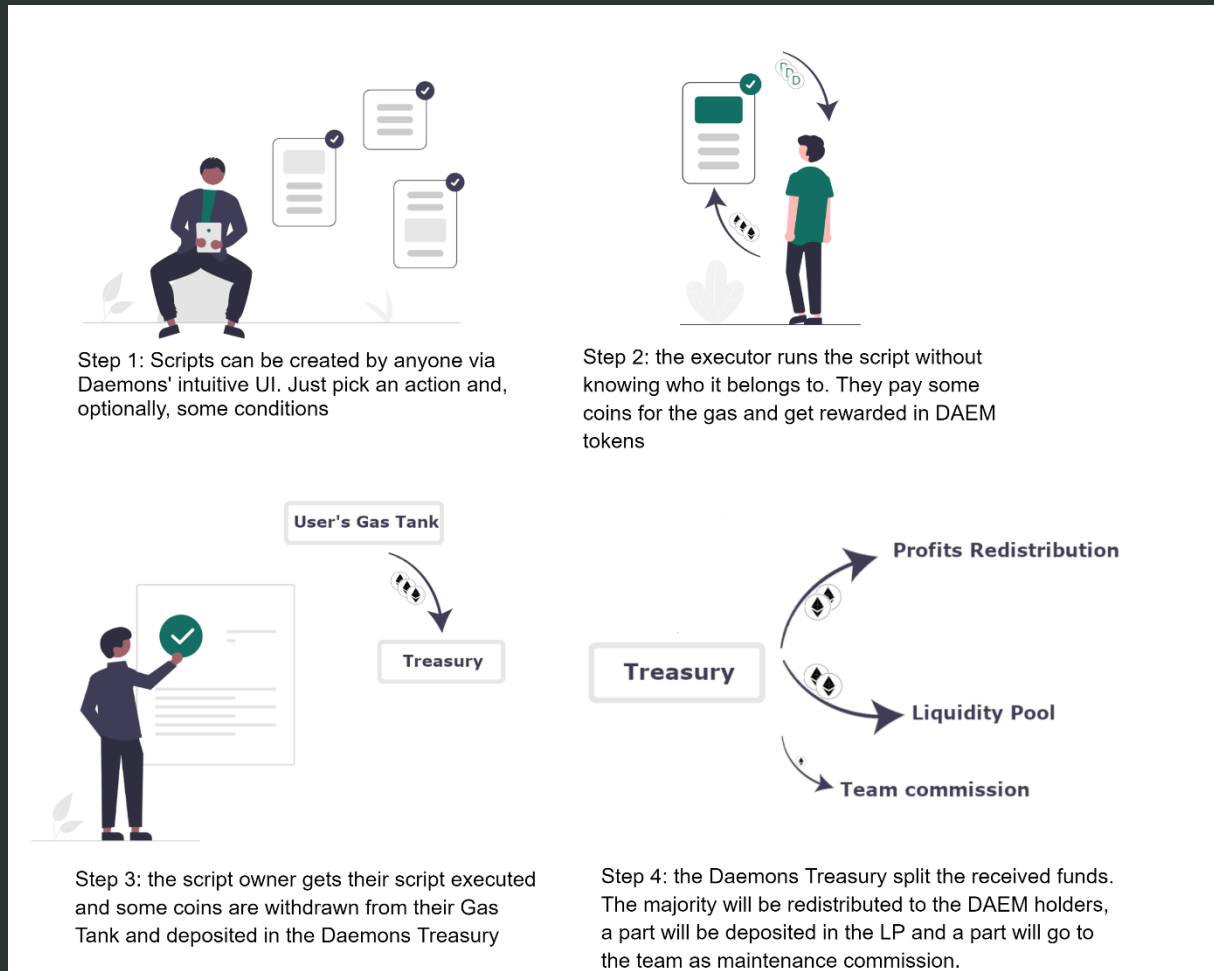 D
Step 1: Scripts can be created by anyone via
Daemons' intuitive UI. Just pick an action and,
optionally, some conditions
Step 2: the executor runs the script without
knowing who it belongs to. They pay some
coins for the gas and get rewarded in DAEM
tokens
User's Gas Tank
Treasury
Step 3: the script owner gets their script executed
and some coins are withdrawn from their Gas
Tank and deposited in the Daemons Treasury
Profits Redistribution
Treasury
Liquidity Pool
Team commission
Step 4: the Daemons Treasury split the received funds.
The majority will be redistributed to the DAEM holders,
a part will be deposited in the LP and a part will go to
the team as maintenance commission.